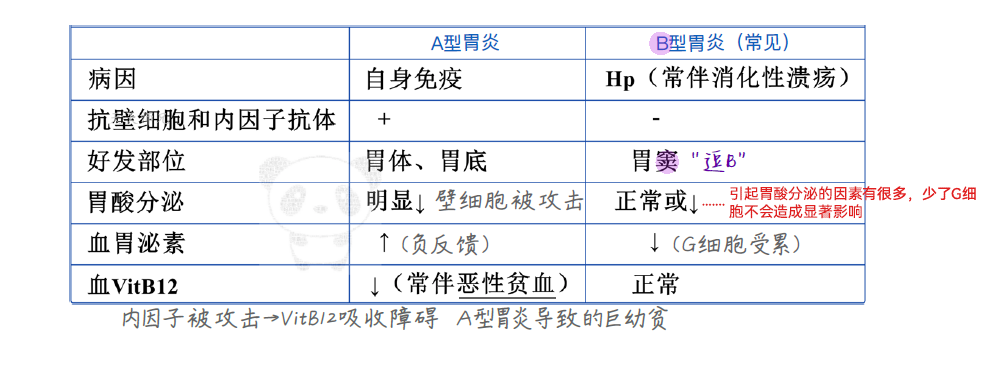 A型胃炎 B型胃炎（常见）
病因 自身免疫 Hp（常伴消化性溃疡）
抗壁细胞和内因子抗体 + -
好发部位 胃体、胃底 胃窦 "逗B"
胃酸分泌 明显↓ 壁细胞被攻击 正常或↓ ······引起胃酸分泌的因素有很多，少了G细
胞不会造成显著影响
血胃泌素 ↑（负反馈） ↓（G细胞受累）
血VitB12 ↓（常伴恶性贫血） 正常
内因子被攻击→VitB12吸收障碍 A型胃炎导致的巨幼贫